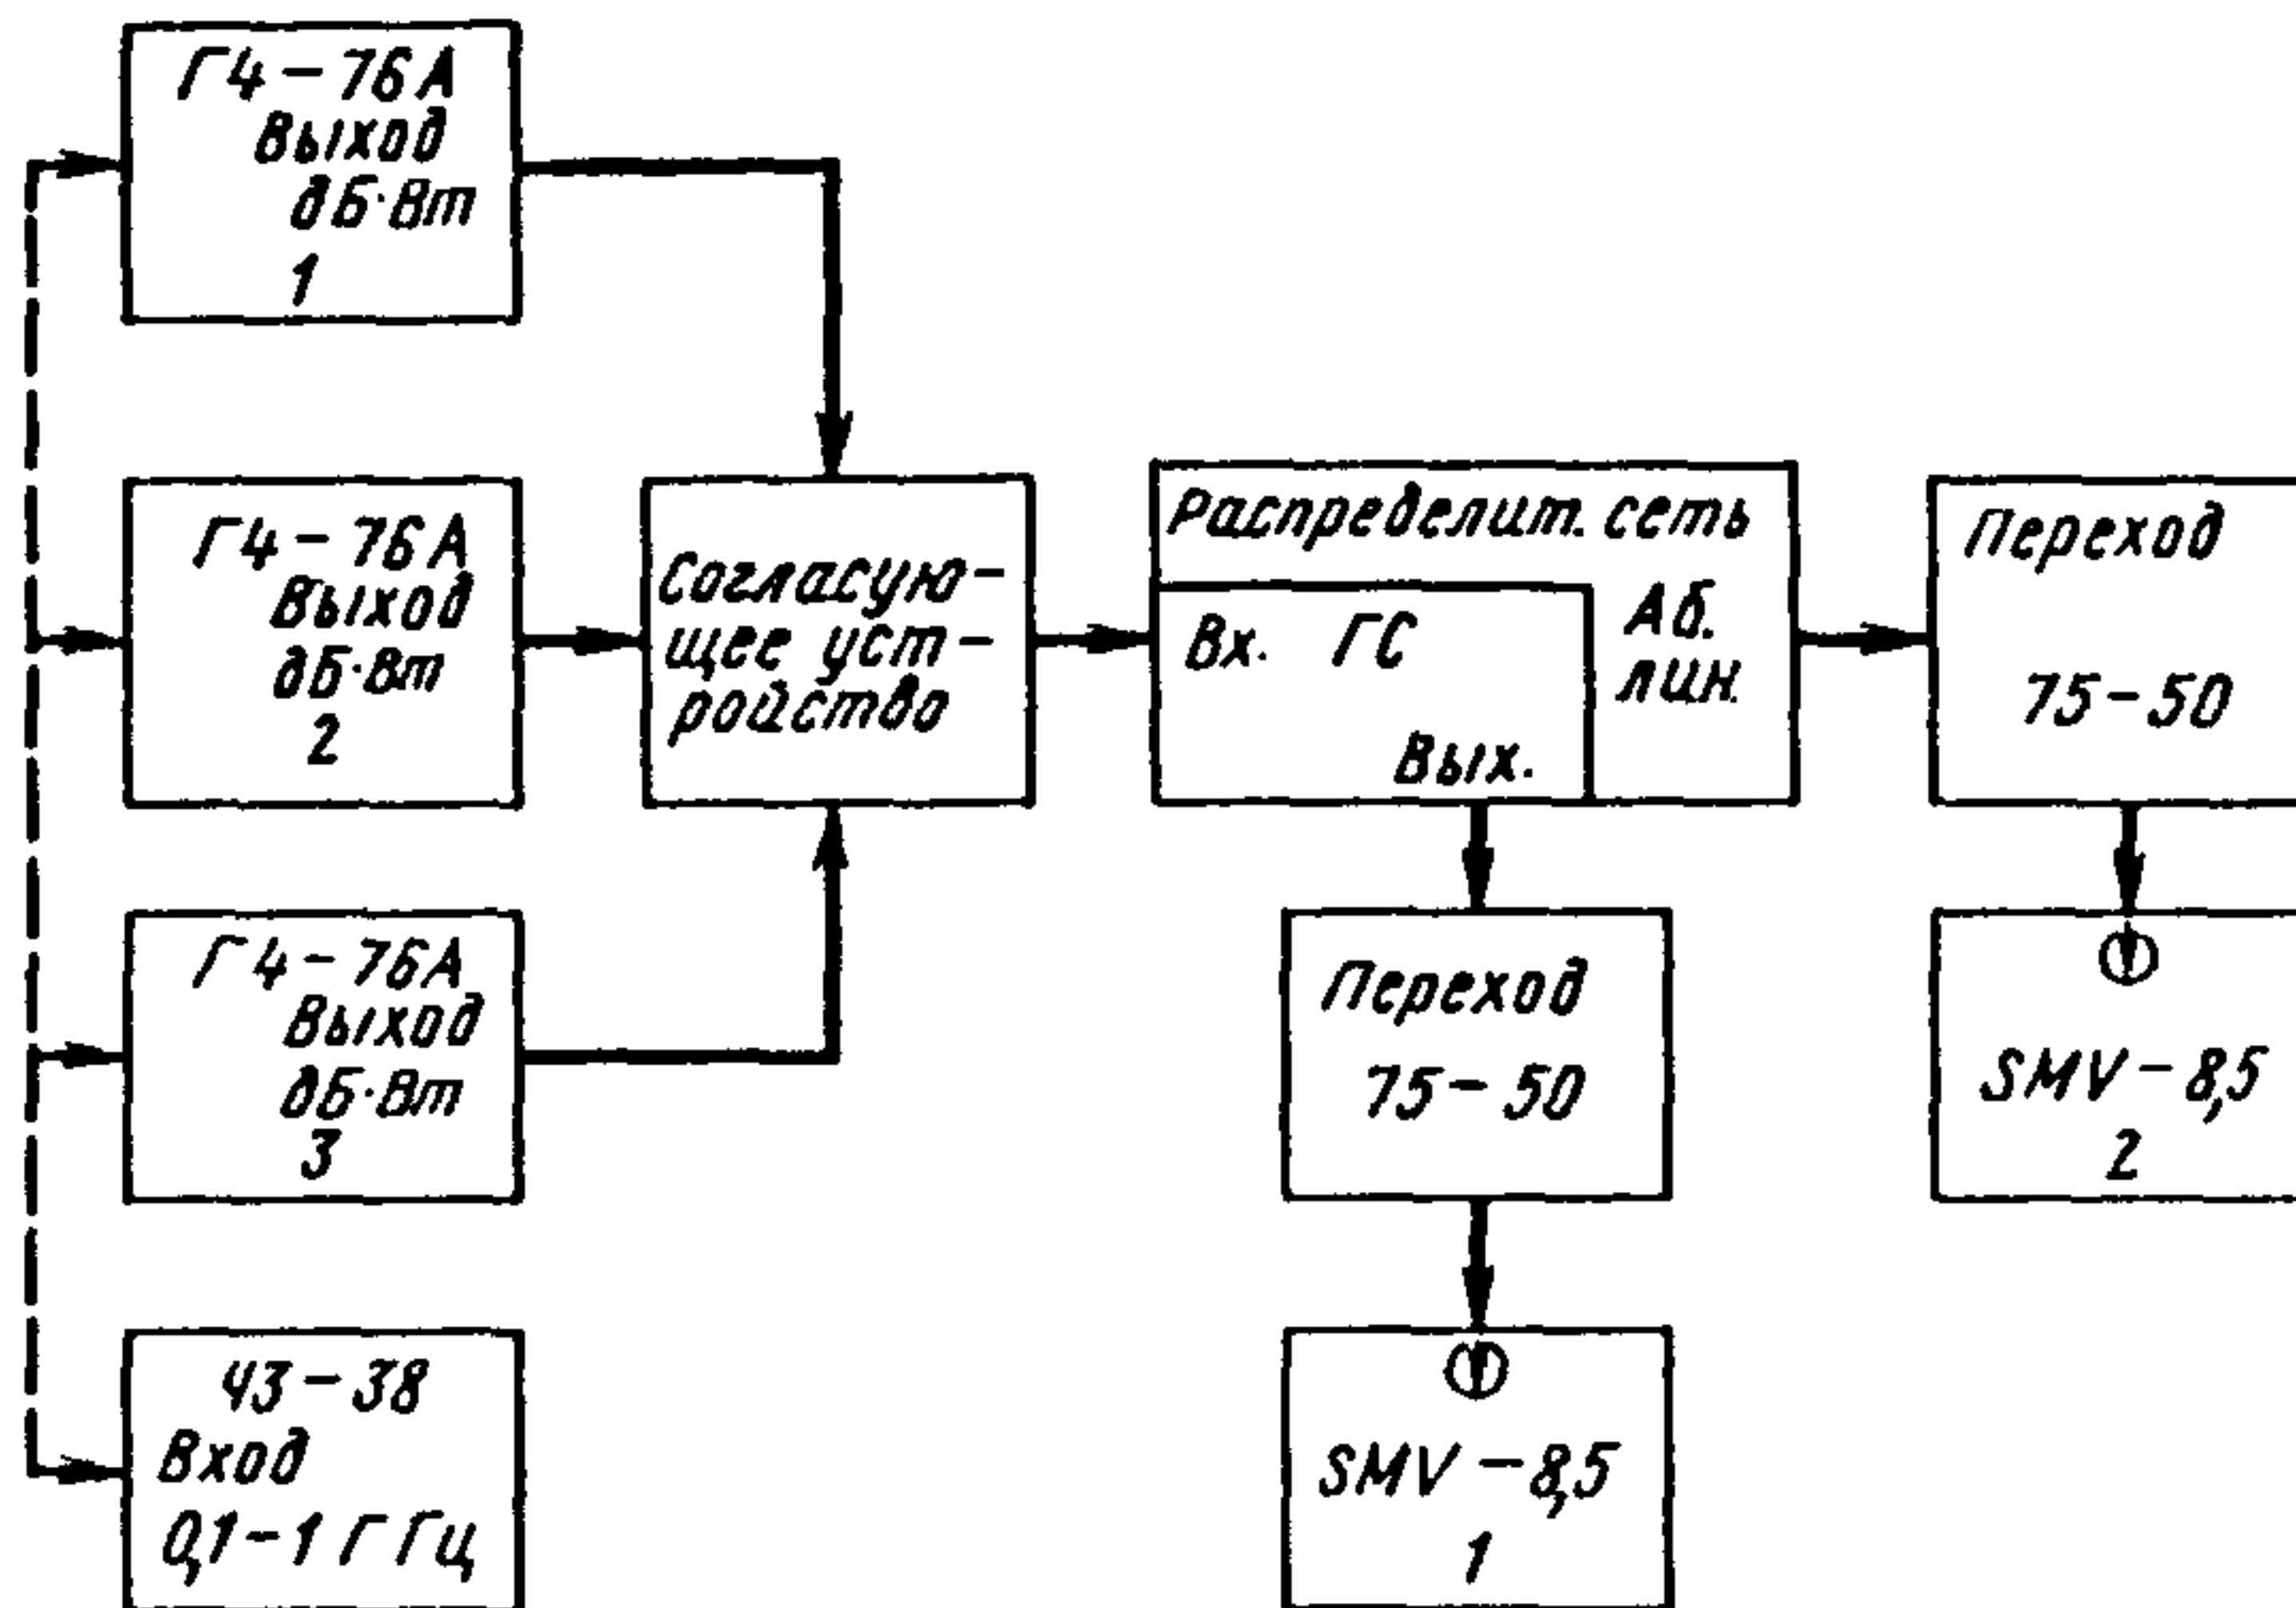 Г4-76А
Выход
дБ·Вт
1
Г4-76А
Выход
дБ·Вт
2
Г4-76А
Выход
дБ·Вт
3
Ч3-38
Вход
0,1-1 ГГц
Согласую-
щее уст-
ройство
Распределит. сеть
Вх. ГС
Вых.
Аб.
лин.
Переход
75-50
SMV-8,5
1
Переход
75-50
SMV-8,5
2